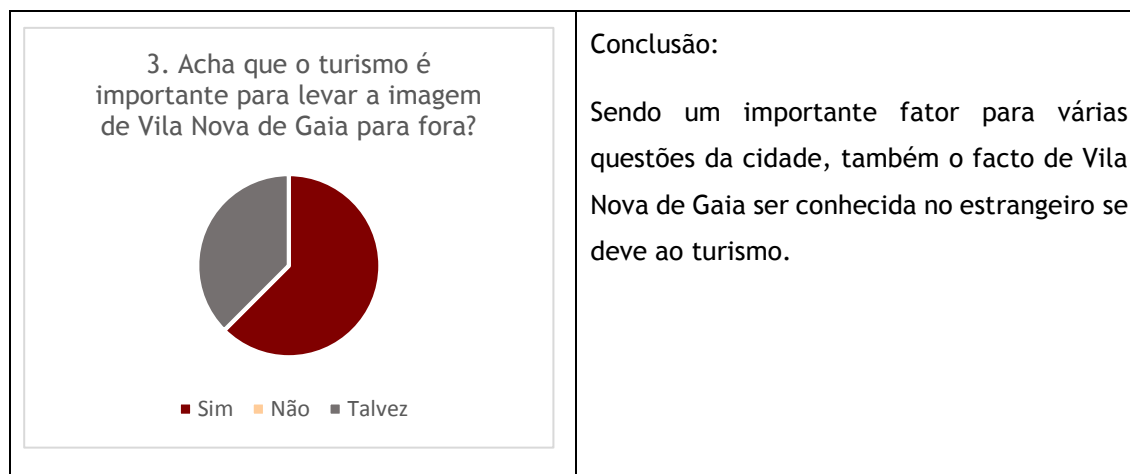 3. Acha que o turismo é
importante para levar a imagem
de Vila Nova de Gaia para fora?
Sim Não Talvez
Conclusão:
Sendo um importante fator para várias
questões da cidade, também o facto de Vila
Nova de Gaia ser conhecida no estrangeiro se
deve ao turismo.